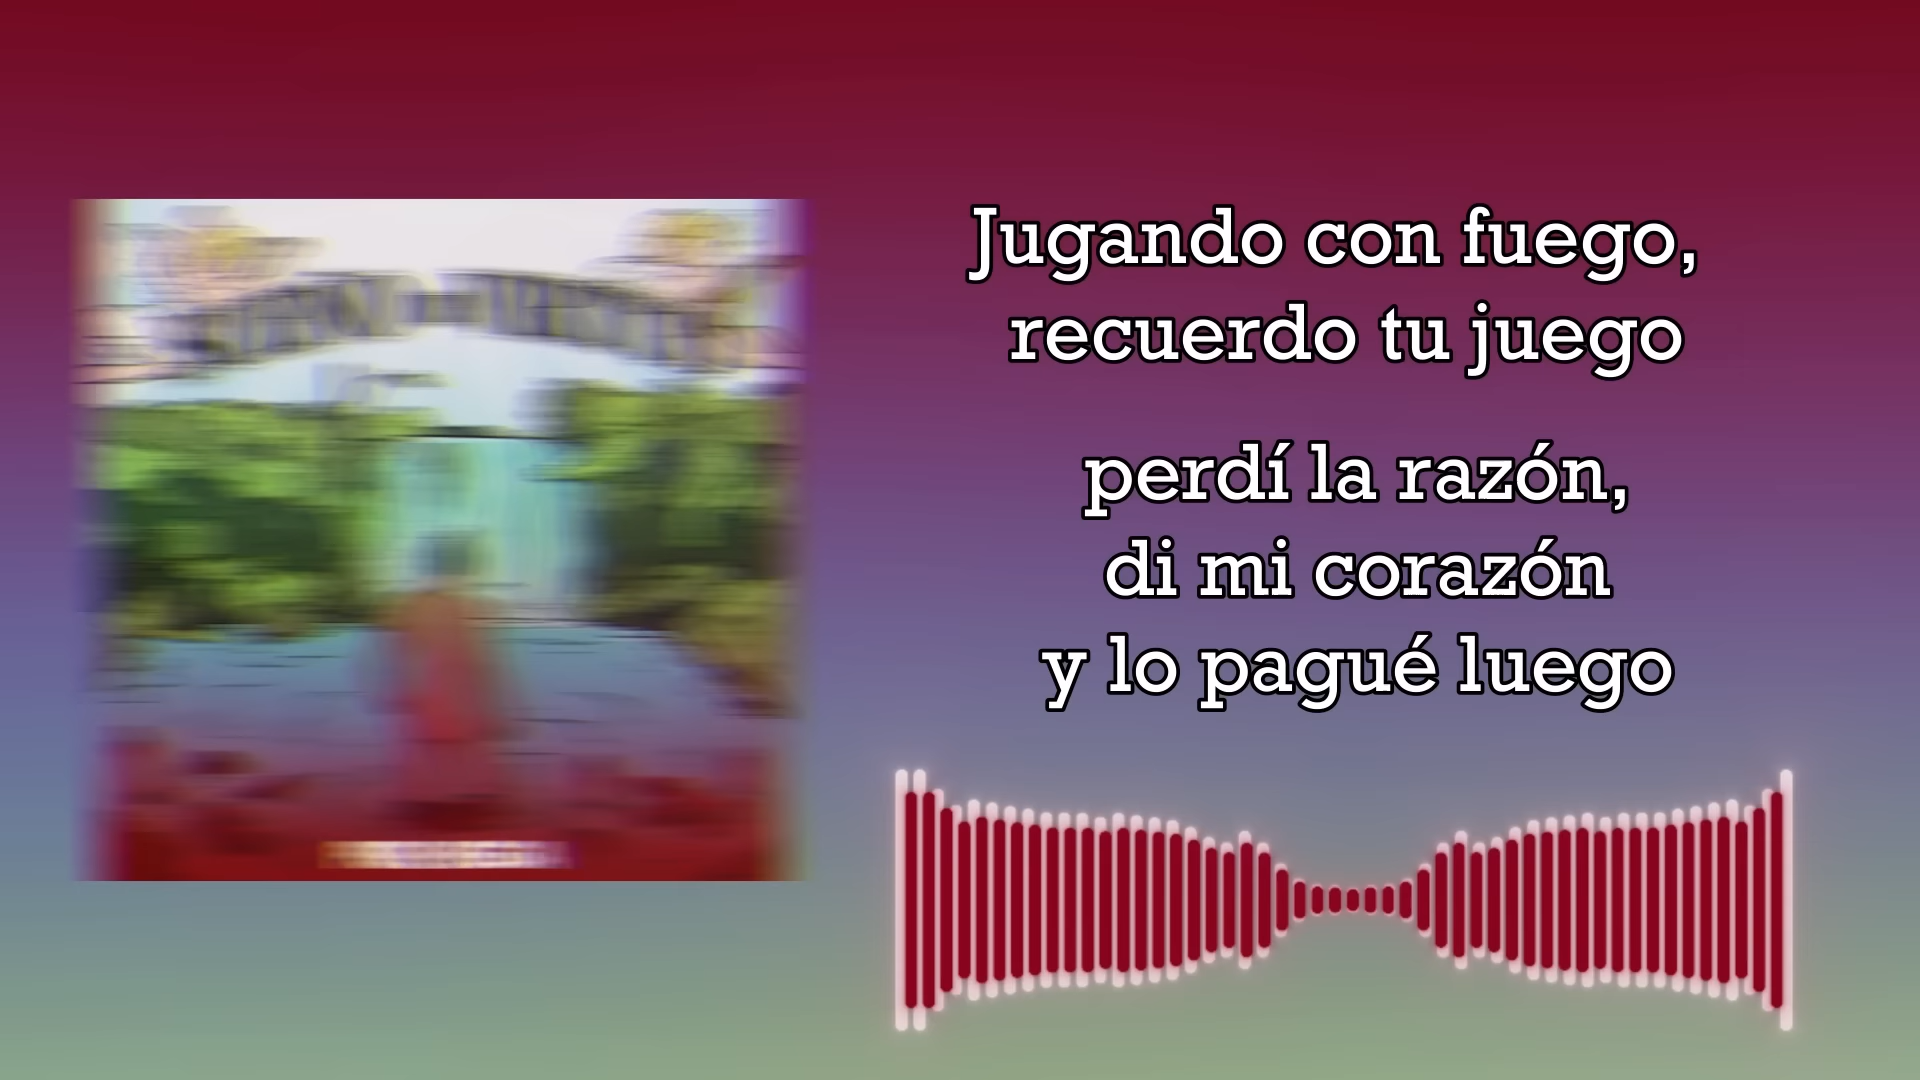 Jugando con fuego,
recuerdo tu juego
perdí la razón,
di mi corazón
y lo pagué luego